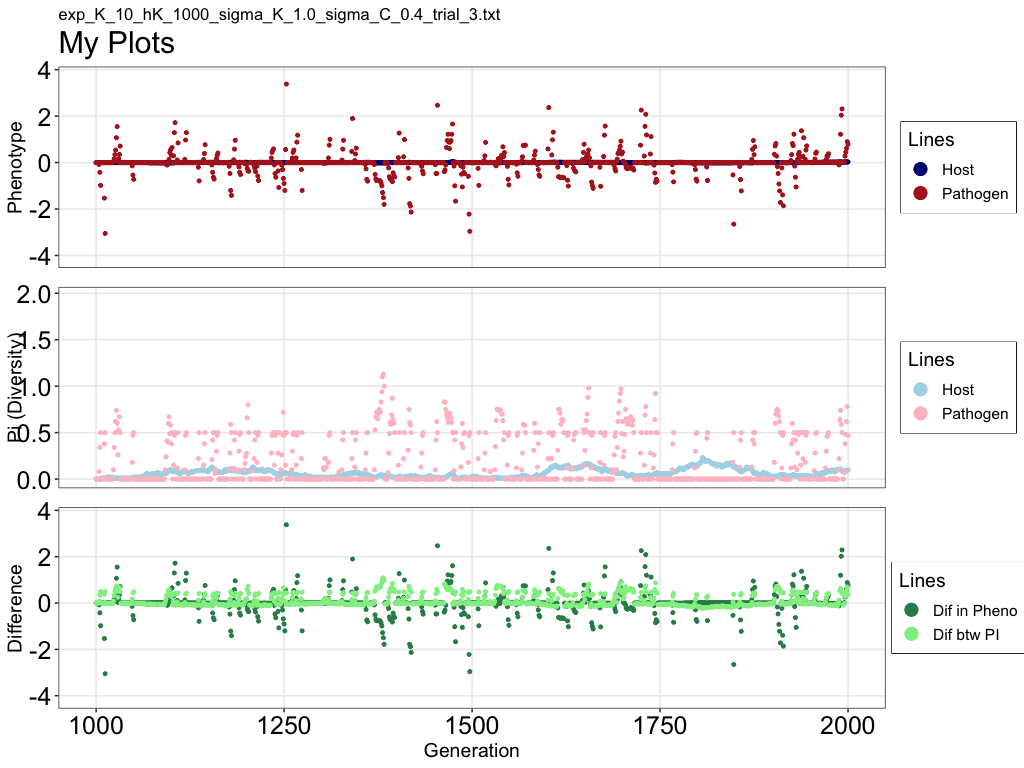 exp_K_10_hK_1000_sigma_K_1.0_sigma_C_0.4_trial_3.txt
My Plots
4
2
0
-2
-4
Phenotype
Lines
Host
Pathogen
2.0
1.5
1.0
0.5
0.0
Pi (Diversity)
Lines
Host
Pathogen
4
2
0
-2
-4
Difference
Lines
Dif in Pheno
Dif btw PI
1000 1250 1500 1750 2000
Generation